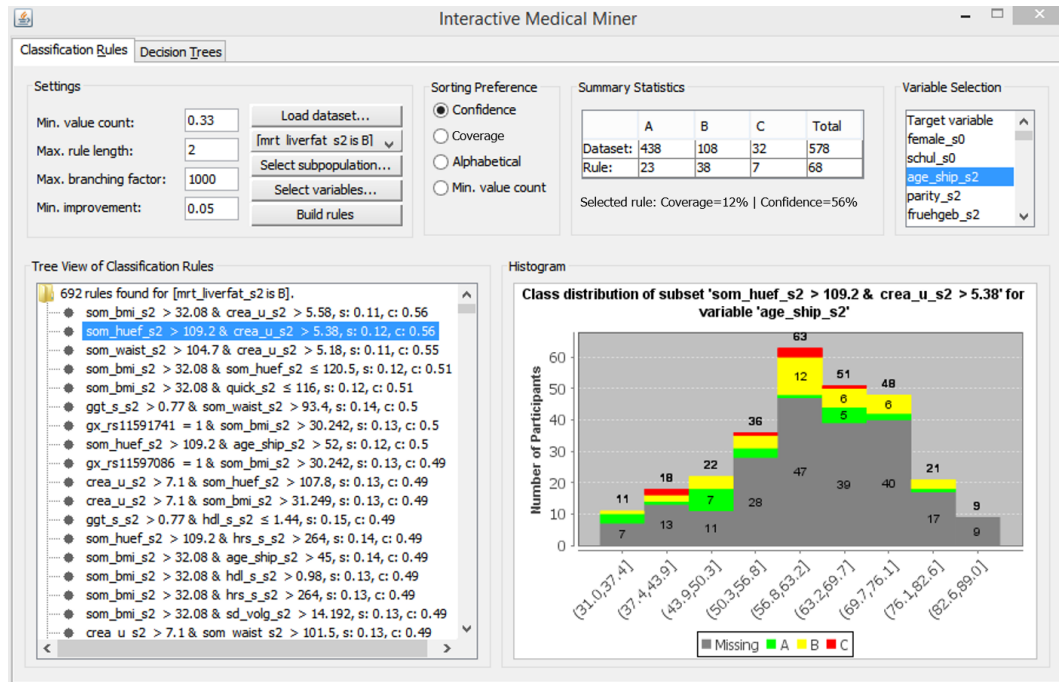 Interactive Medical Miner
Classification Rules
Decision Trees
Settings
Min. value count:
0.33
Max. rule length:
2
Max. branching factor:
1000
Min. improvement:
0.05
Load dataset...
[mrt_liverfat_s2 is B]
Select subpopulation...
Select variables...
Build rules
Sorting Preference
Confidence
Coverage
Alphabetical
Min. value count
Summary Statistics
A B C Total
Dataset: 438 108 32 578
Rule: 23 38 7 68
Selected rule: Coverage=12% | Confidence=56%
Variable Selection
Target variable
female_s0
schul_s0
age_ship_s2
parity_s2
fruehgeb_s2
Tree View of Classification Rules
692 rules found for [mrt_liverfat_s2 is B].
som_bmi_s2 > 32.08 & crea_u_s2 > 5.58, s: 0.11, c: 0.56
som_huef_s2 > 109.2 & crea_u_s2 > 5.38, s: 0.12, c: 0.56
som_waist_s2 > 104.7 & crea_u_s2 > 5.18, s: 0.11, c: 0.55
som_bmi_s2 > 32.08 & som_huef_s2 ≤ 120.5, s: 0.12, c: 0.51
som_bmi_s2 > 32.08 & quick_s2 ≤ 116, s: 0.12, c: 0.51
ggt_s_s2 > 0.77 & som_waist_s2 > 93.4, s: 0.14, c: 0.5
gx_rs11591741 = 1 & som_bmi_s2 > 30.242, s: 0.13, c: 0.5
som_huef_s2 > 109.2 & age_ship_s2 > 52, s: 0.12, c: 0.5
gx_rs11597086 = 1 & som_bmi_s2 > 30.242, s: 0.13, c: 0.49
crea_u_s2 > 7.1 & som_huef_s2 > 107.8, s: 0.13, c: 0.49
crea_u_s2 > 7.1 & som_bmi_s2 > 31.249, s: 0.13, c: 0.49
ggt_s_s2 > 0.77 & hdl_s_s2 ≤ 1.44, s: 0.15, c: 0.49
som_huef_s2 > 109.2 & hrs_s_s2 > 264, s: 0.14, c: 0.49
som_bmi_s2 > 32.08 & age_ship_s2 > 45, s: 0.14, c: 0.49
som_bmi_s2 > 32.08 & hdl_s_s2 > 0.98, s: 0.13, c: 0.49
som_bmi_s2 > 32.08 & hrs_s_s2 > 264, s: 0.13, c: 0.49
som_bmi_s2 > 32.08 & sd_volg_s2 > 14.192, s: 0.13, c: 0.49
crea_u_s2 > 7.1 & som_waist_s2 > 101.5, s: 0.13, c: 0.49
Histogram
Class distribution of subset 'som_huef_s2 > 109.2 & crea_u_s2 > 5.38' for
variable 'age_ship_s2'
Number of Participants
60
50
40
30
20
10
0
11 18 22 36 63 51 48 21 9
12 6 6
7 5
7 13 11 28 47 39 40 17 9
(31.0,37.4] (37.4,43.9] (43.9,50.3] (50.3,56.8] (56.8,63.2] (63.2,69.7] (69.7,76.1] (76.1,82.6] (82.6,89.0]
Missing A B C